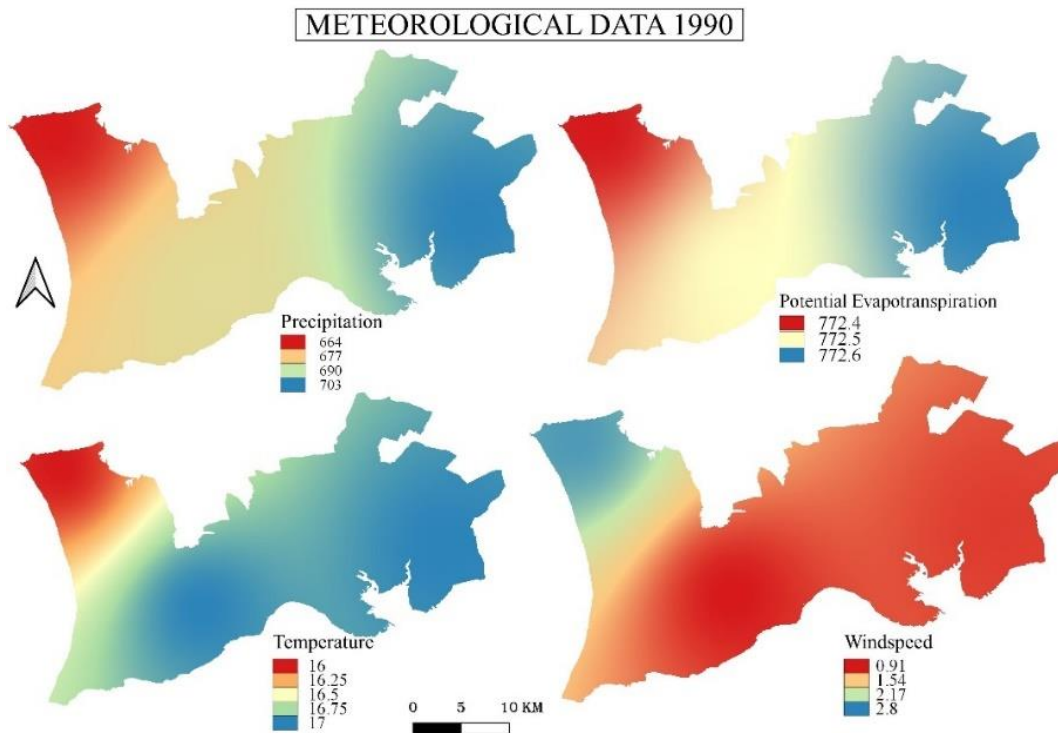 METEOROLOGICAL DATA 1990
Precipitation
664
677
690
703
Potential Evapotranspiration
772.4
772.5
772.6
Temperature
16
16.25
16.5
16.75
17
0 5 10 KM
Windspeed
0.91
1.54
2.17
2.8